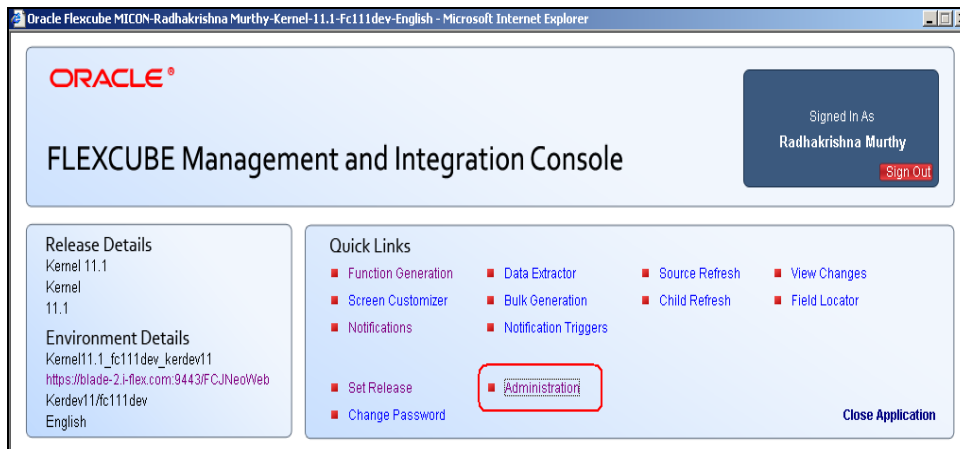 Oracle Flexcube MICON-Radhakrishna Murthy-Kernel-11.1-Fc111dev-English - Microsoft Internet Explorer
ORACLE®
FLEXCUBE Management and Integration Console
Signed In As
Radhakrishna Murthy
Sign Out
Release Details
Kernel 11.1
Kernel
11.1
Environment Details
Kernel11.1_fc111dev_kerdev11
https://blade-2.i-flex.com:9443/FCJNeoWeb
Kerdev11/fc111dev
English
Quick Links
Function Generation
Data Extractor
Source Refresh
View Changes
Screen Customizer
Bulk Generation
Child Refresh
Field Locator
Notifications
Notification Triggers
Set Release
Administration
Change Password
Close Application